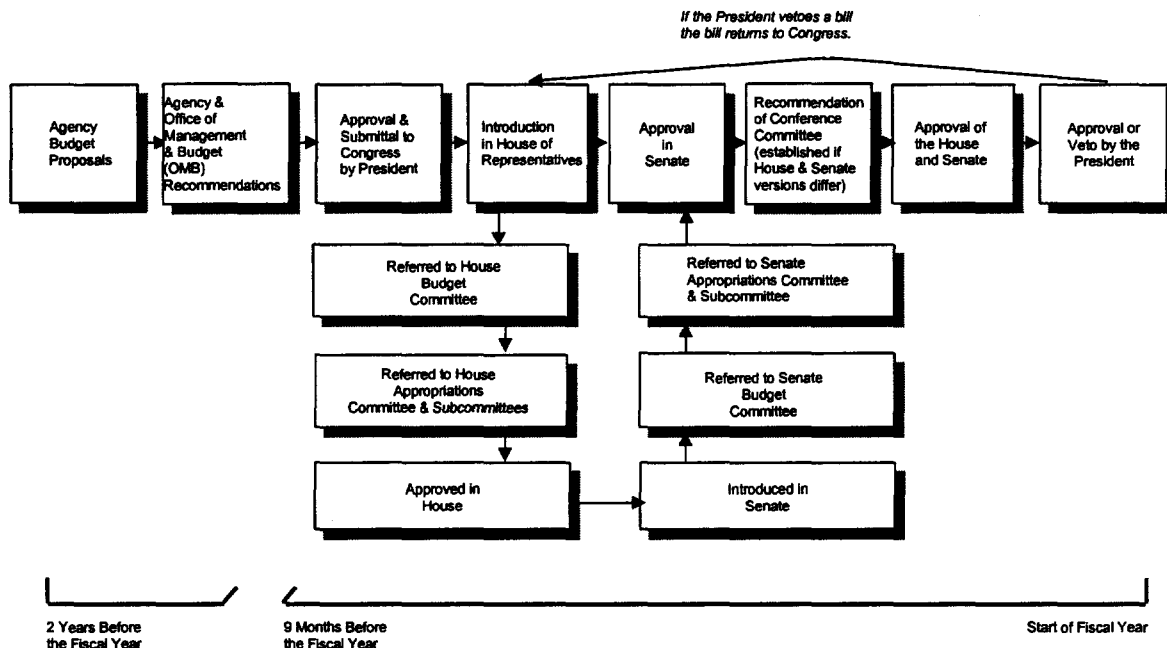 If the President vetoes a bill
the bill returns to Congress.
Agency
Budget
Proposals
Agency &
Office of
Management
& Budget
(OMB)
Recommendations
Approval &
Submittal to
Congress
by President
Introduction
in House of
Representatives
Approval
in
Senate
Recommendation
of Conference
Committee
(established if
House & Senate
versions differ)
Approval of
the House
and Senate
Approval or
Veto by the
President
Referred to House
Budget
Committee
Referred to House
Appropriations
Committee & Subcommittees
Approved in
House
Introduced in
Senate
Referred to Senate
Budget
Committee
Referred to Senate
Appropriations Committee
& Subcommittee
2 Years Before
the Fiscal Year
9 Months Before
the Fiscal Year
Start of Fiscal Year